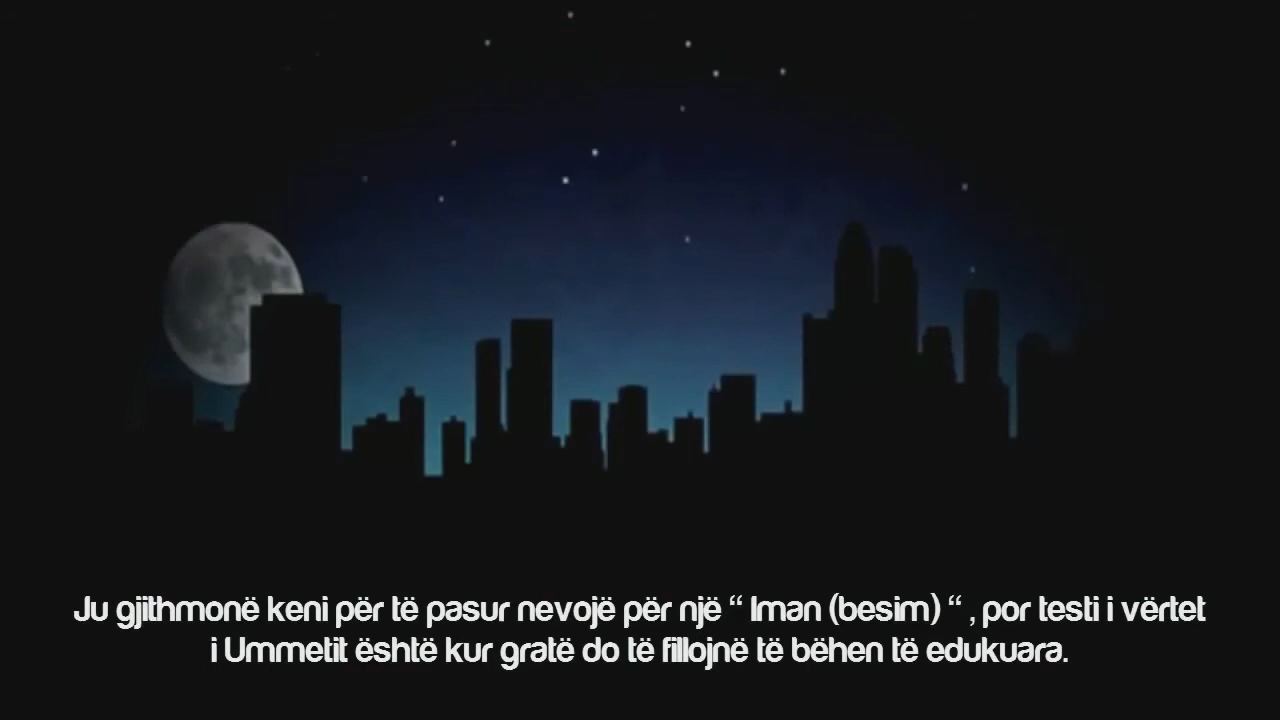 Ju gjithmonë keni për të pasur nevojë për një “ Iman (besim) “ , por testi i vërtet
i Ummetit është kur gratë do të fillojnë të bëhen të edukuara.